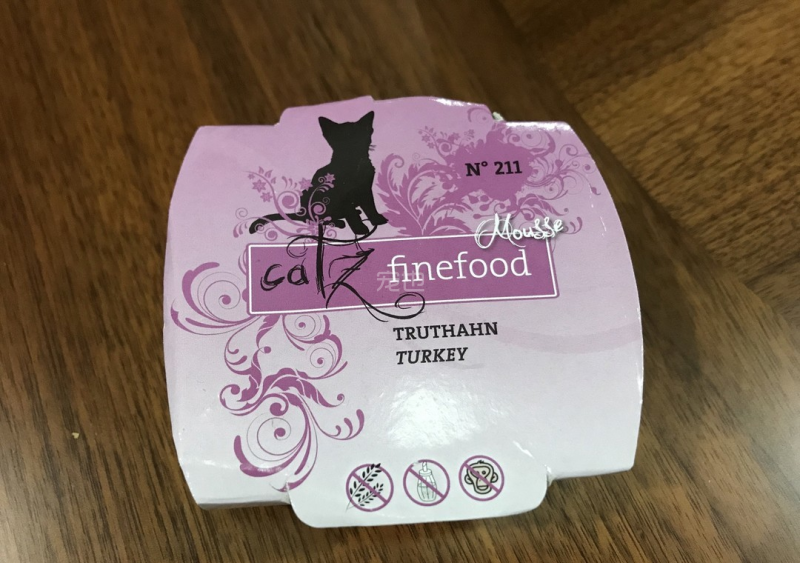 N° 211
Mousse
catz finefood
TRUTHAHN
TURKEY